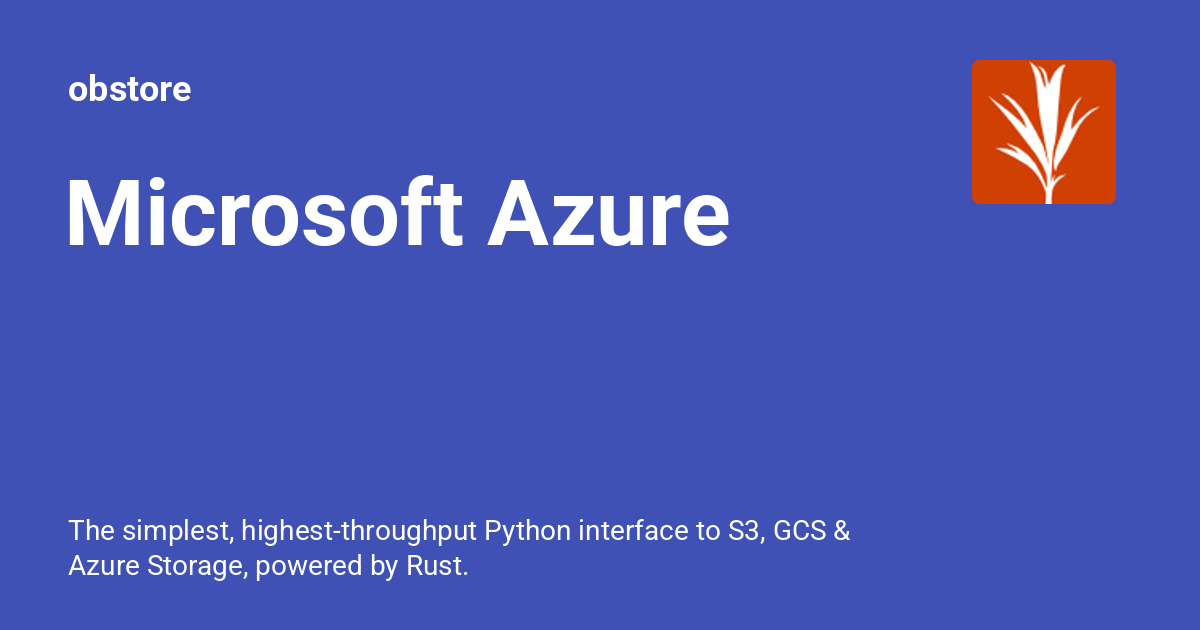 obstore
Microsoft Azure
The simplest, highest-throughput Python interface to S3, GCS &
Azure Storage, powered by Rust.